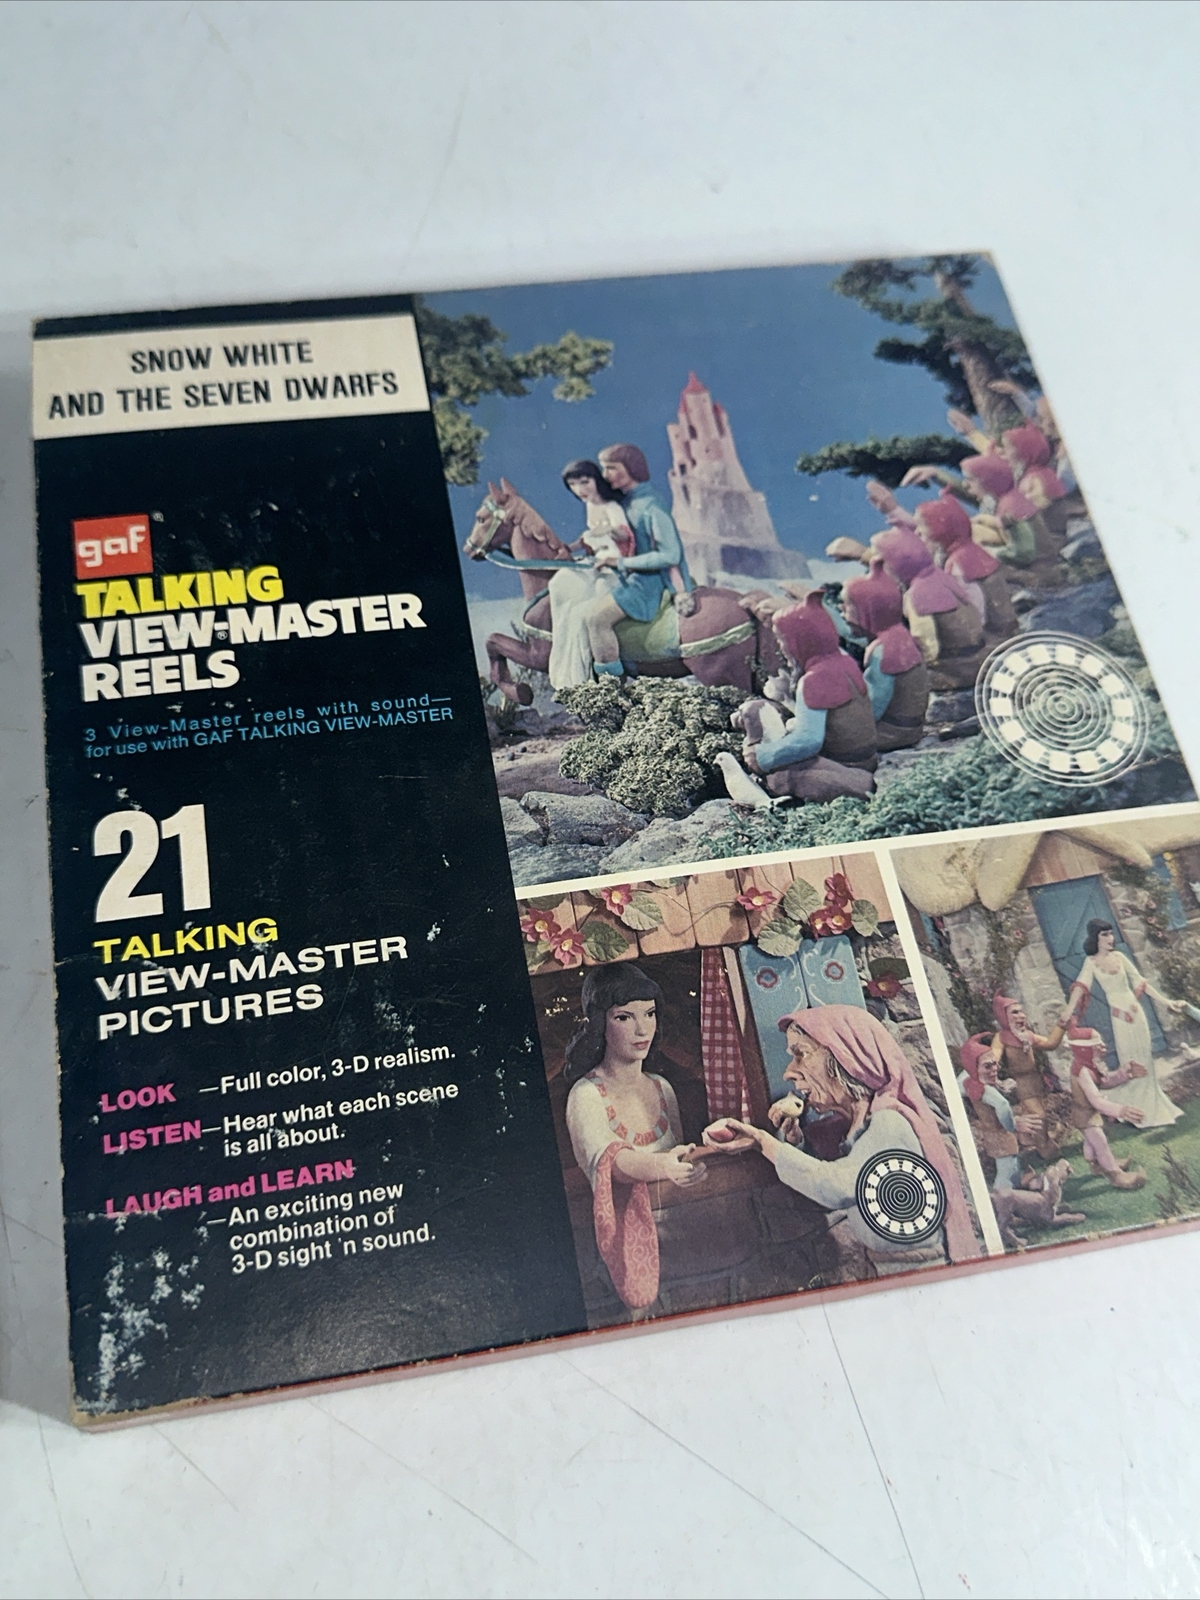 SNOW WHITE
AND THE SEVEN DWARFS
gaf®
TALKING
VIEW-MASTER®
REELS
3 View-Master reels with sound—
for use with GAF TALKING VIEW-MASTER
21
TALKING
VIEW-MASTER
PICTURES
LOOK —Full color, 3-D realism.
LISTEN—Hear what each scene
is all about.
LAUGH and LEARN
—An exciting new
combination of
3-D sight 'n sound.